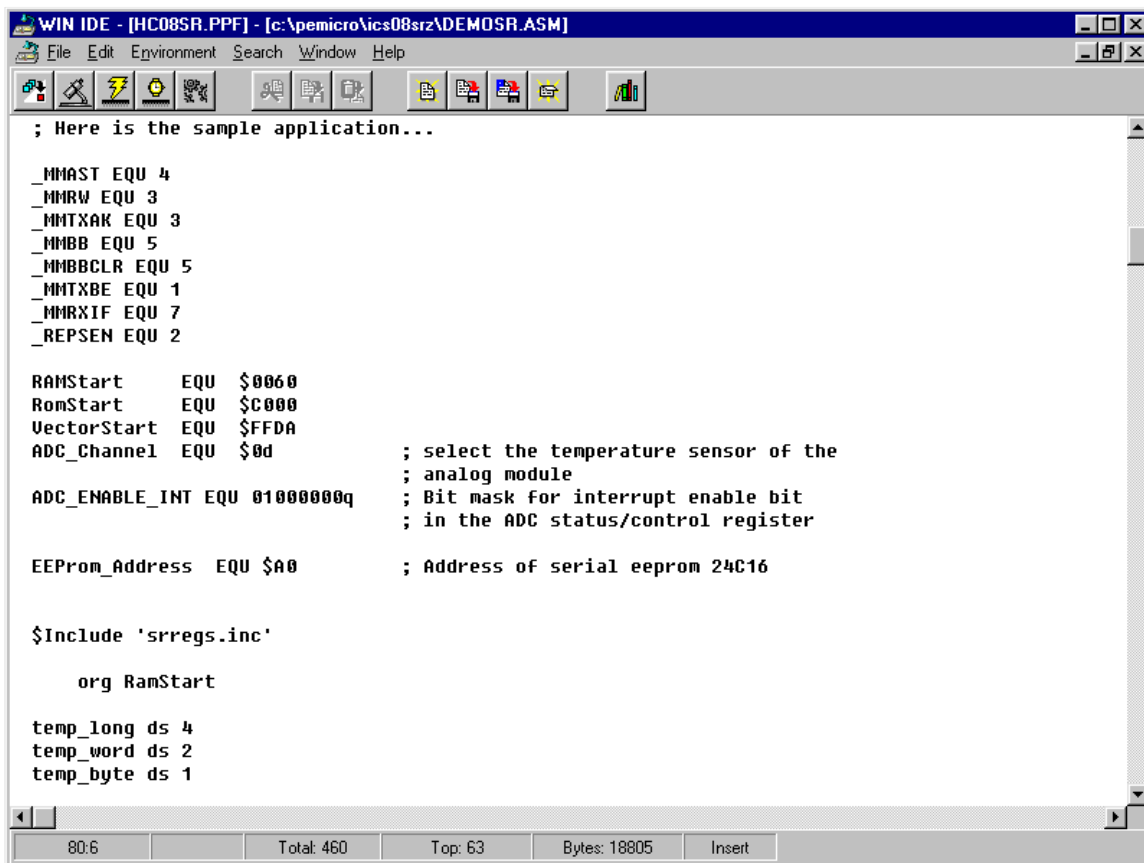 WIN IDE - [HC08SR.PPF] - [c:\pemicro\ics08srz\DEMOSR.ASM]
File Edit Environment Search Window Help
; Here is the sample application...
_MMAST EQU 4
_MMRW EQU 3
_MMTXAK EQU 3
_MMBB EQU 5
_MMBBCLR EQU 5
_MMTXBE EQU 1
_MMRXIF EQU 7
_REPSEN EQU 2
RAMStart EQU $0060
RomStart EQU $C000
VectorStart EQU $FFDA
ADC_Channel EQU $0d ; select the temperature sensor of the
; analog module
ADC_ENABLE_INT EQU 01000000q ; Bit mask for interrupt enable bit
; in the ADC status/control register
EEProm_Address EQU $A0 ; Address of serial eeprom 24C16
$Include 'srregs.inc'
org RamStart
temp_long ds 4
temp_word ds 2
temp_byte ds 1
80:6 Total: 460 Top: 63 Bytes: 18805 Insert